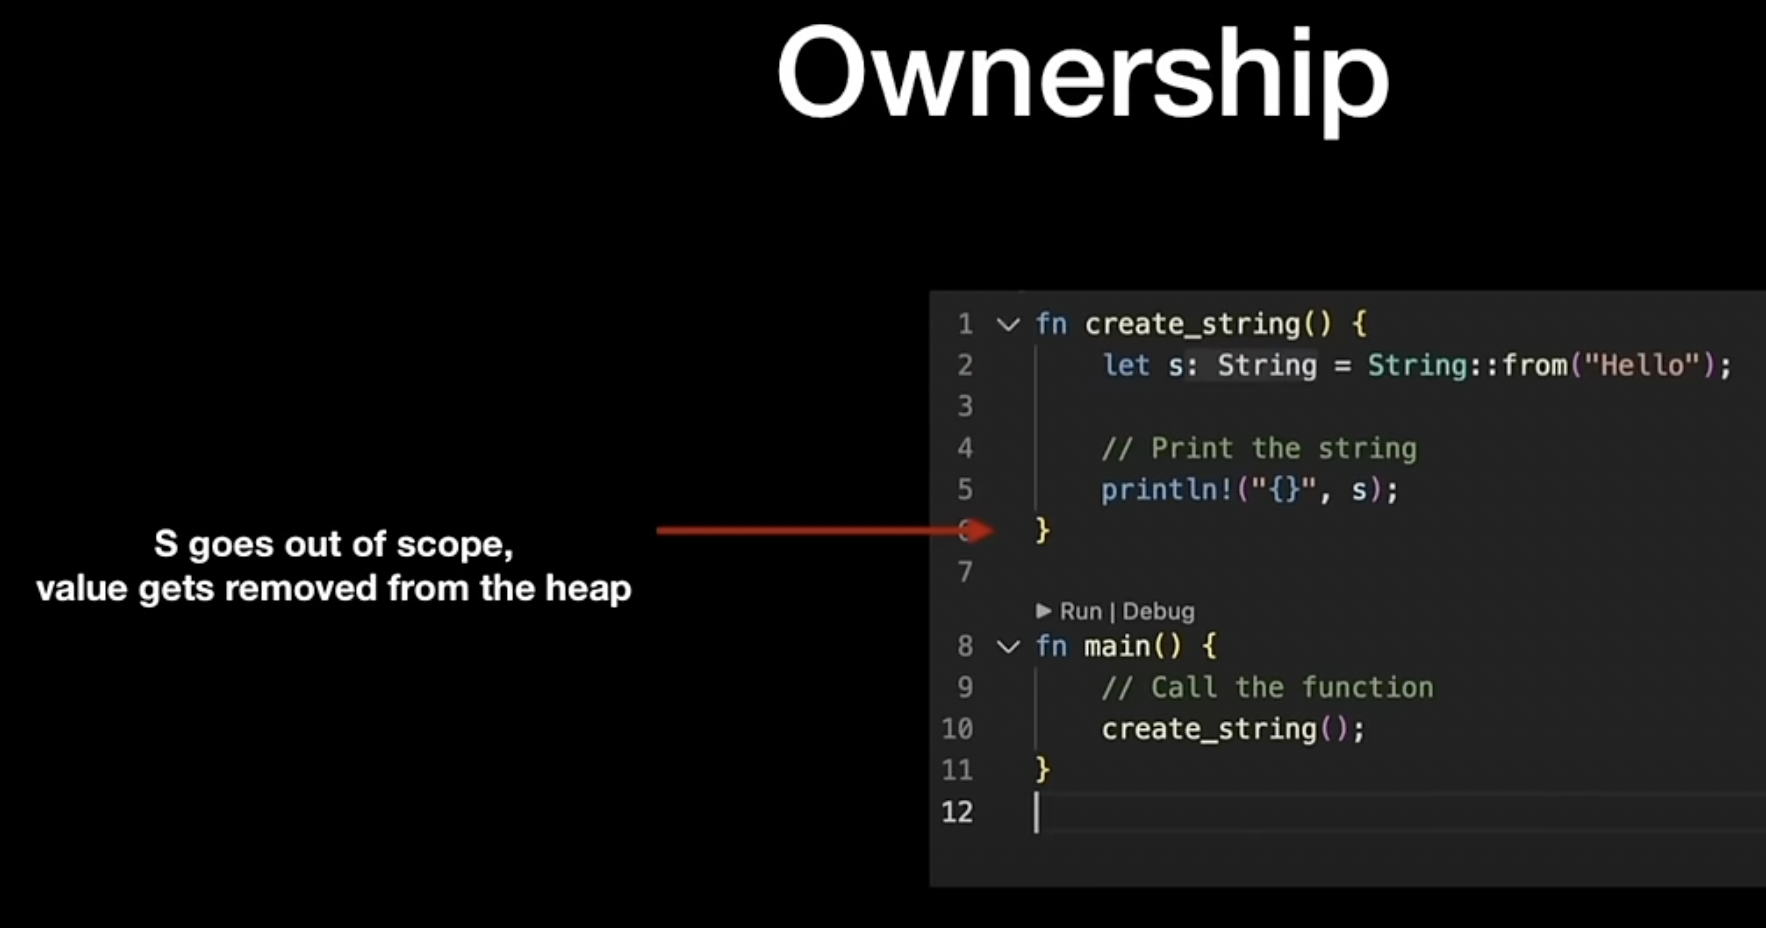 Ownership
1 fn create_string() {
2 let s: String = String::from("Hello");
3
4 // Print the string
5 println!("{}", s);
S goes out of scope,
value gets removed from the heap
6 }
7
Run | Debug
8 fn main() {
9 // Call the function
10 create_string();
11 }
12